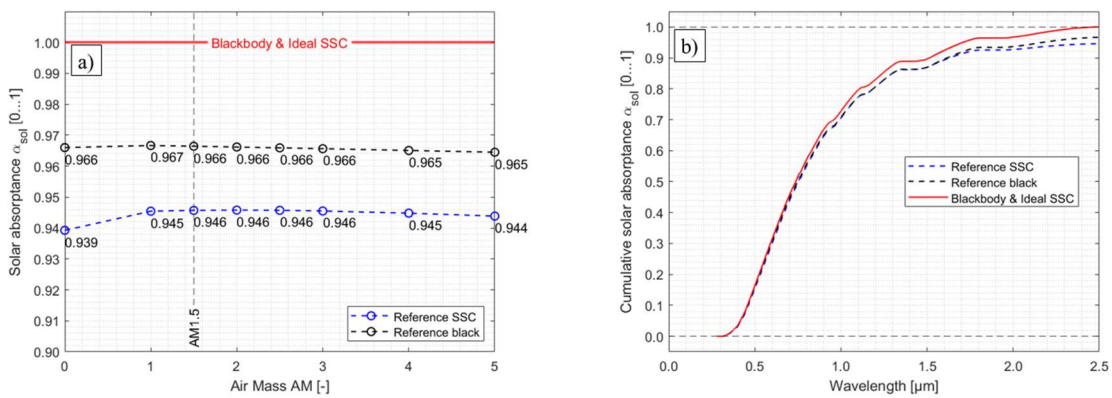 a)
Solar absorptance α_sol [0...1]
1.00
0.99
0.98
0.97
0.96
0.95
0.94
0.93
0.92
0.91
0.90
Blackbody & Ideal SSC
0.966 0.967 0.966 0.966 0.966 0.966 0.965 0.965
0.939 0.945 0.946 0.946 0.946 0.946 0.945 0.944
AM1.5
Reference SSC
Reference black
0 1 2 3 4 5
Air Mass AM [-]
b)
Cumulative solar absorptance α_sol [0...1]
1.0
0.9
0.8
0.7
0.6
0.5
0.4
0.3
0.2
0.1
0.0
Reference SSC
Reference black
Blackbody & Ideal SSC
0.0 0.5 1.0 1.5 2.0 2.5
Wavelength [µm]